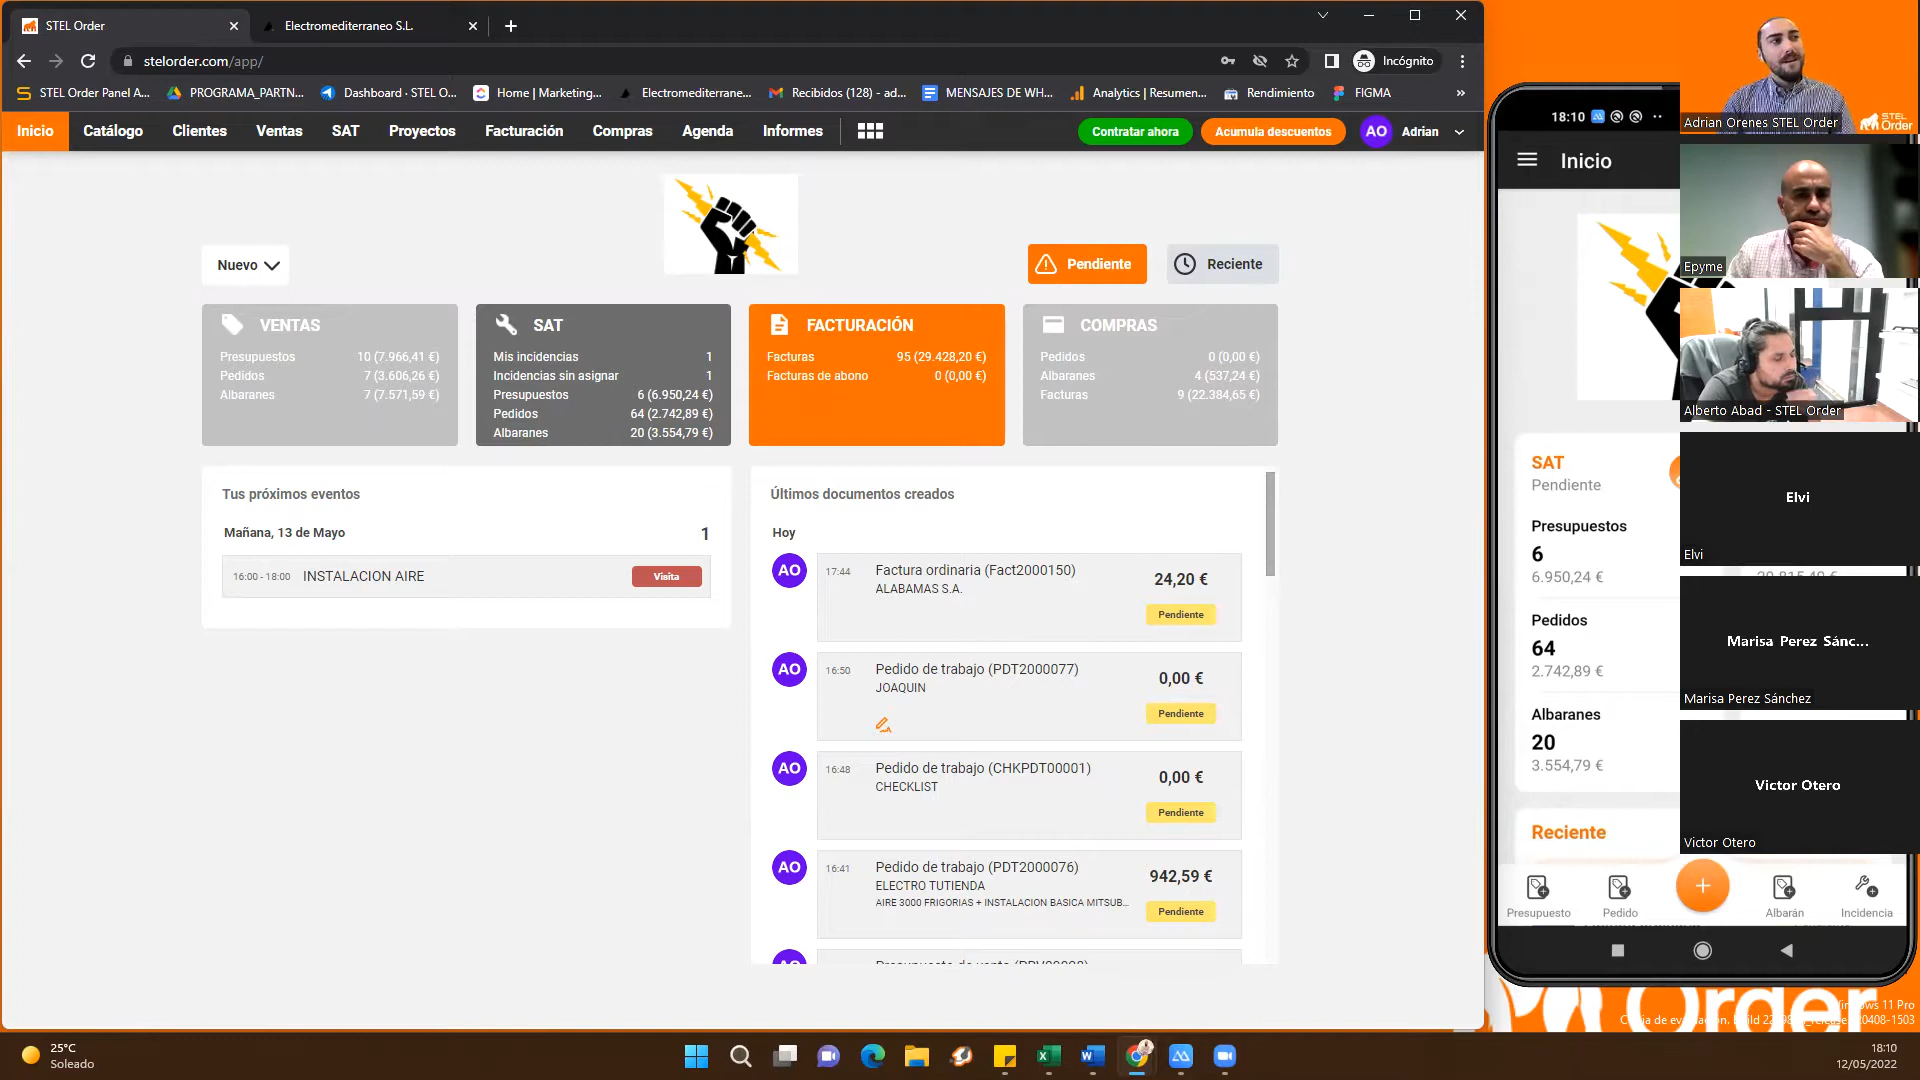 STEL Order
Electromediterraneo S.L.
stelorder.com/app/
Incógnito
STEL Order Panel A...
PROGRAMA_PARTN...
Dashboard · STEL O...
Home | Marketing...
Electromediterrane...
Recibidos (128) - ad...
MENSAJES DE WH...
Analytics | Resumen...
Rendimiento
FIGMA
»
Inicio
Catálogo
Clientes
Ventas
SAT
Proyectos
Facturación
Compras
Agenda
Informes
Contratar ahora
Acumula descuentos
AO
Adrian
Nuevo
Pendiente
Reciente
VENTAS
Presupuestos 10 (7.966,41 €)
Pedidos 7 (3.606,26 €)
Albaranes 7 (7.571,59 €)
SAT
Mis incidencias 1
Incidencias sin asignar 1
Presupuestos 6 (6.950,24 €)
Pedidos 64 (2.742,89 €)
Albaranes 20 (3.554,79 €)
FACTURACIÓN
Facturas 95 (29.428,20 €)
Facturas de abono 0 (0,00 €)
COMPRAS
Pedidos 0 (0,00 €)
Albaranes 4 (537,24 €)
Facturas 9 (22.384,65 €)
Tus próximos eventos
Mañana, 13 de Mayo 1
16:00 - 18:00 INSTALACION AIRE Visita
Últimos documentos creados
Hoy
AO 17:44 Factura ordinaria (Fact2000150) 24,20 €
ALABAMAS S.A.
Pendiente
AO 16:50 Pedido de trabajo (PDT2000077) 0,00 €
JOAQUIN
Pendiente
AO 16:48 Pedido de trabajo (CHKPDT00001) 0,00 €
CHECKLIST
Pendiente
AO 16:41 Pedido de trabajo (PDT2000076) 942,59 €
ELECTRO TUTIENDA
AIRE 3000 FRIGORIAS + INSTALACION BASICA MITSUB...
Pendiente
18:10
Inicio
SAT
Pendiente
Presupuestos
6
6.950,24 €
Pedidos
64
2.742,89 €
Albaranes
20
3.554,79 €
Reciente
Presupuesto
Pedido
Albarán
Incidencia
Adrian Orenes STEL Order
STEL Order
Epyme
Alberto Abad - STEL Order
Elvi
Elvi
Marisa Perez Sánc...
Marisa Perez Sánchez
Victor Otero
Victor Otero
Order
25°C
Soleado
18:10
12/05/2022